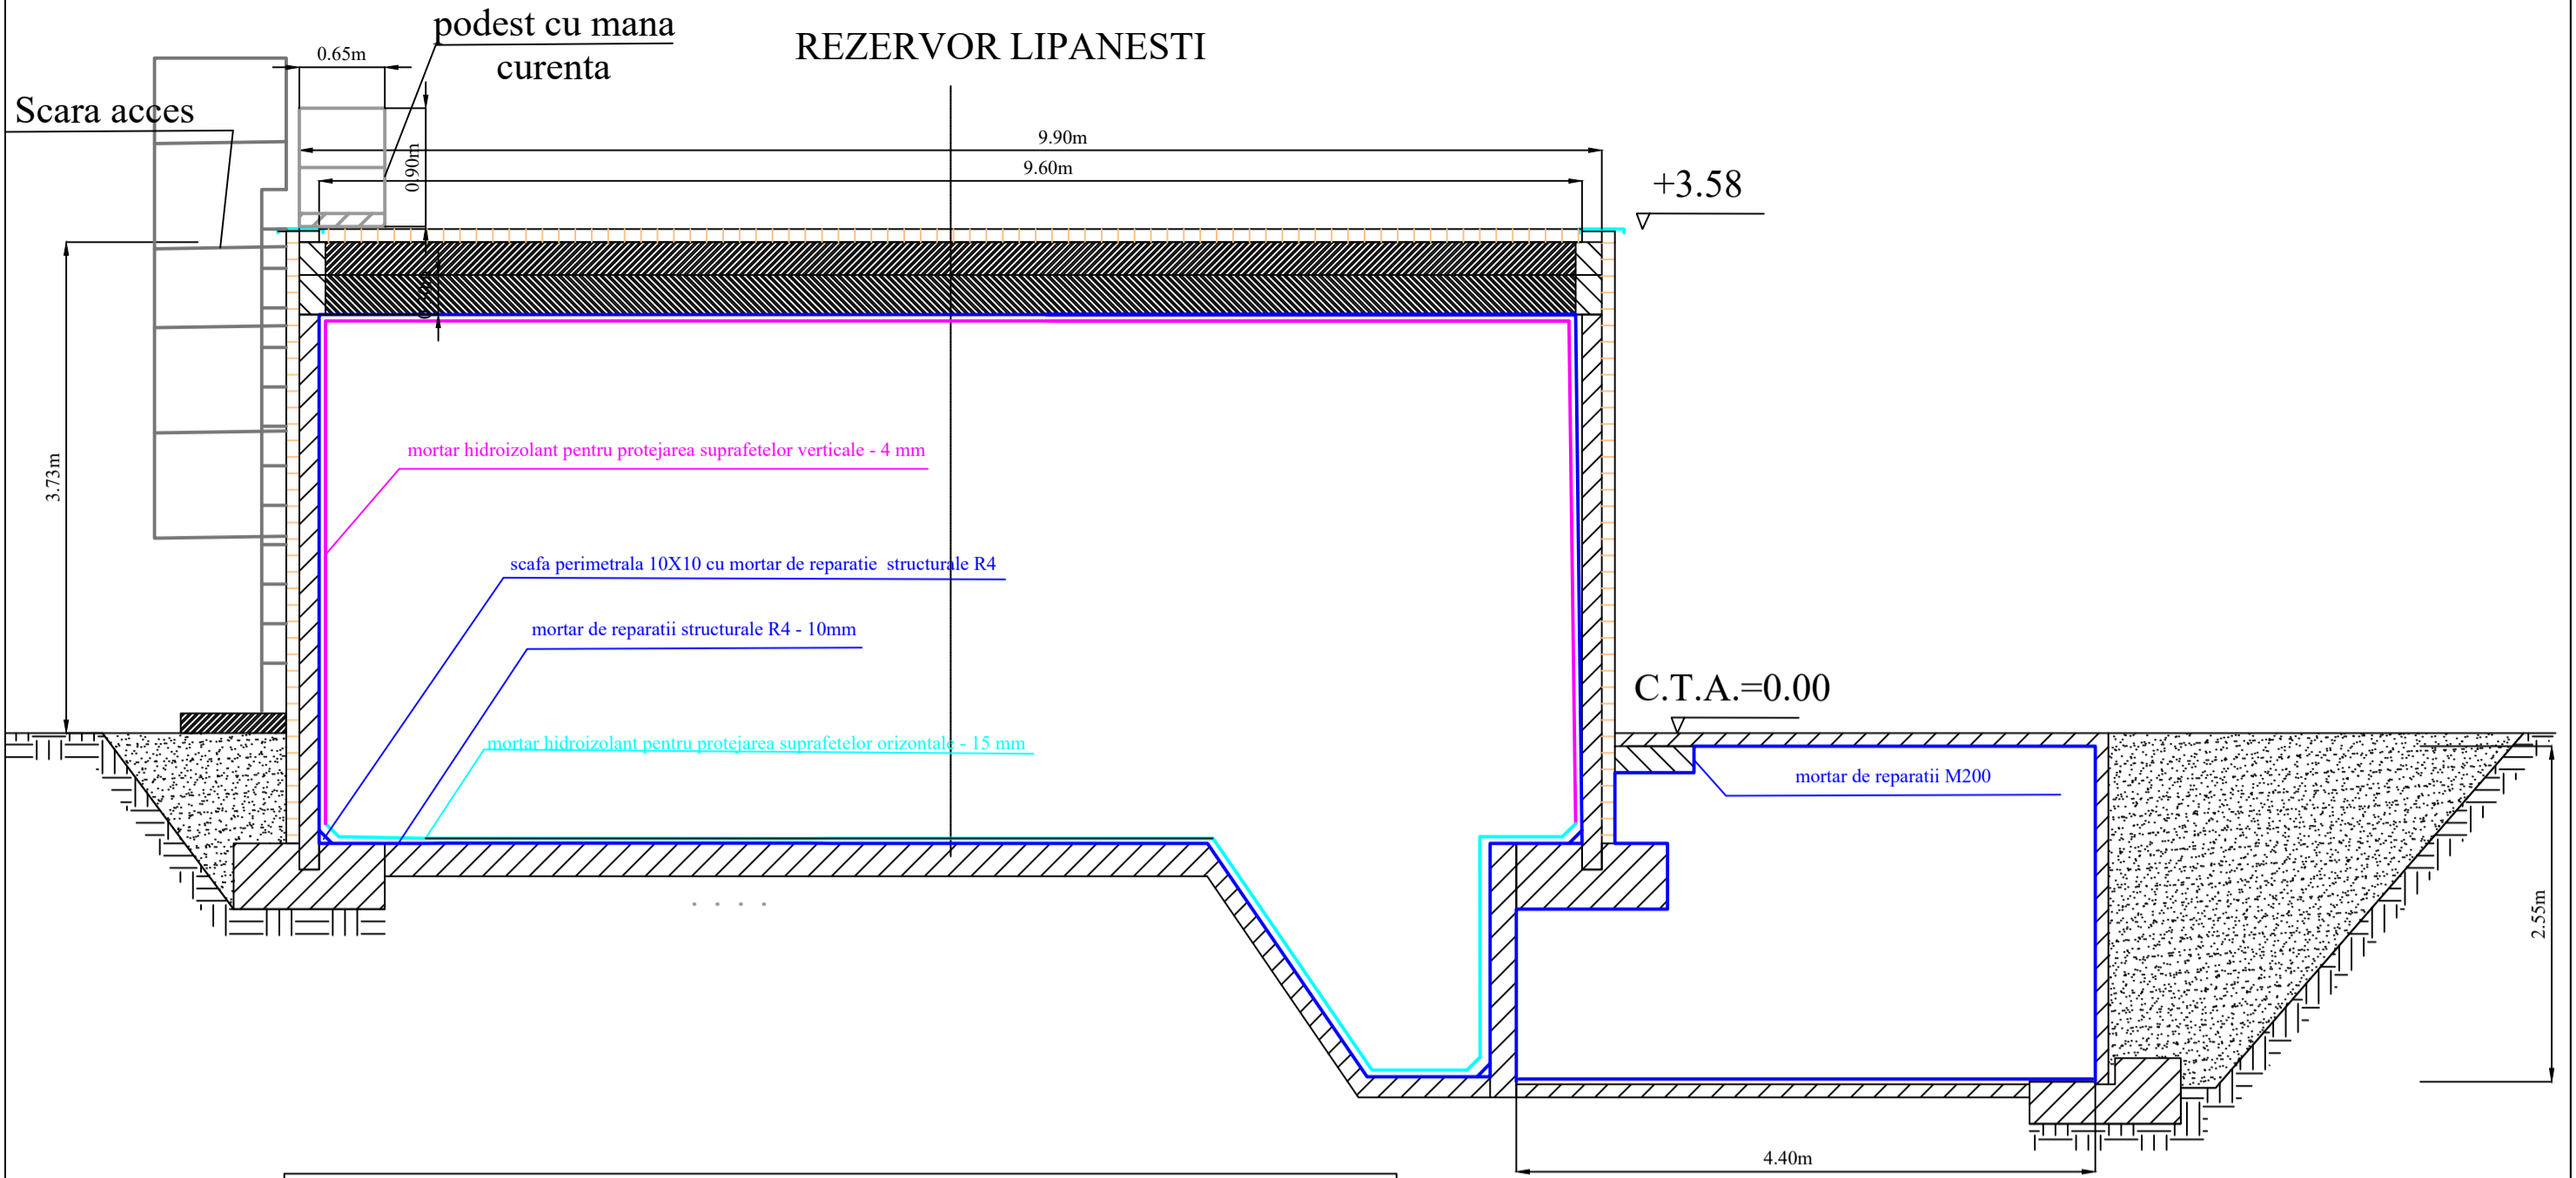 podest cu mana
curenta
REZERVOR LIPANESTI
0.65m
Scara acces
9.90m
0.90m
9.60m
+3.58
mortar hidroizolant pentru protejarea suprafetelor verticale - 4 mm
3.73m
scafa perimetrala 10X10 cu mortar de reparatie structurale R4
mortar de reparatii structurale R4 - 10mm
C.T.A.=0.00
mortar hidroizolant pentru protejarea suprafetelor orizontale - 15 mm
mortar de reparatii M200
2.55m
4.40m